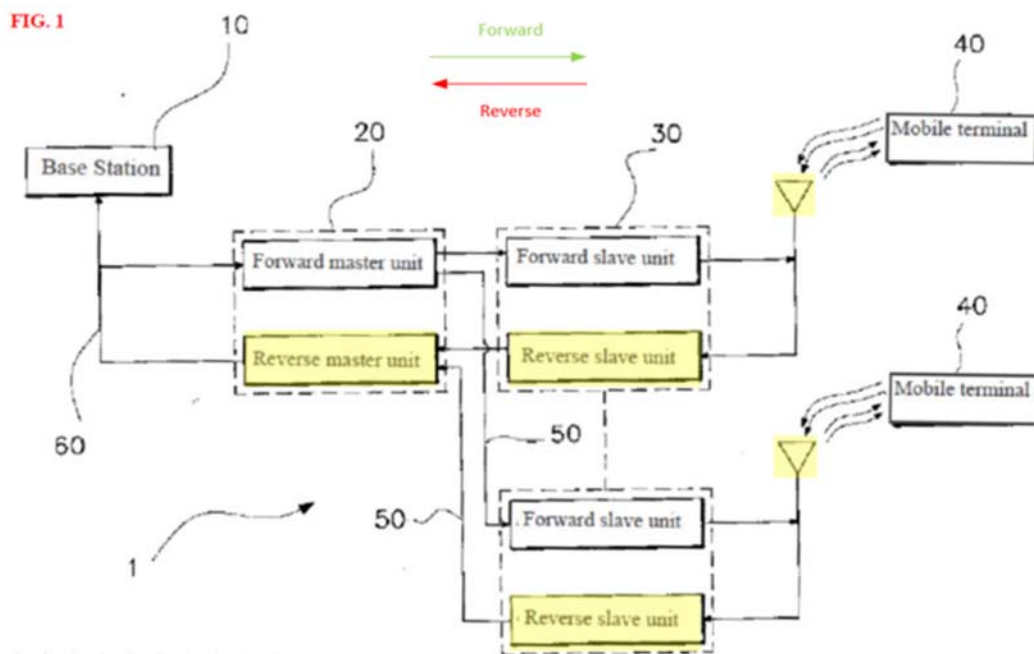 FIG. 1
10
Forward
Reverse
40
Mobile terminal
Base Station
20
30
Forward master unit
Forward slave unit
Reverse master unit
Reverse slave unit
40
Mobile terminal
60
50
50
Forward slave unit
1
Reverse slave unit